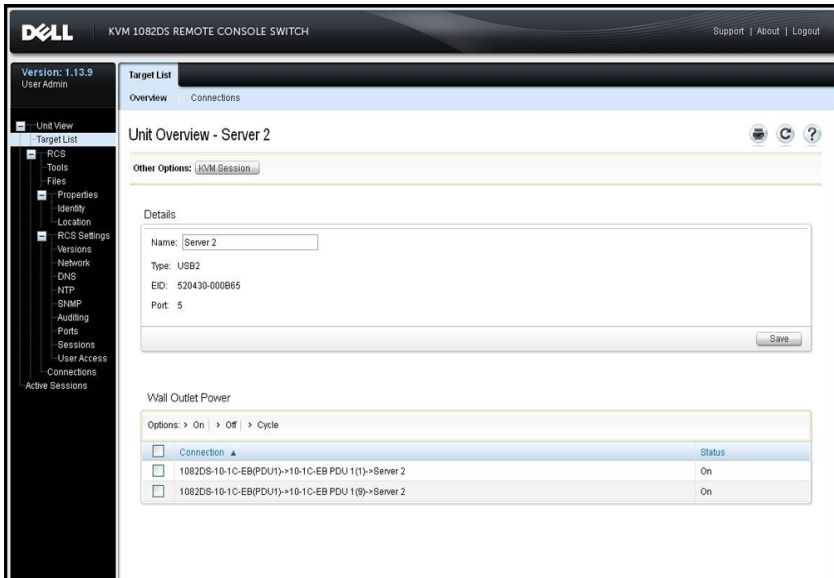 DELL
KVM 1082DS REMOTE CONSOLE SWITCH
Support | About | Logout
Version: 1.13.9
User Admin
Unit View
Target List
RCS
Tools
Files
Properties
Identity
Location
RCS Settings
Versions
Network
DNS
NTP
SNMP
Auditing
Ports
Sessions
User Access
Connections
Active Sessions
Target List
Overview Connections
Unit Overview - Server 2
Other Options: KVM Session
Details
Name: Server 2
Type: USB2
EID: 520430-000B65
Port: 5
Save
Wall Outlet Power
Options: > On | > Off | > Cycle
Connection ▲ Status
1082DS-10-1C-EB(PDU1)->10-1C-EB PDU 1(1)->Server 2 On
1082DS-10-1C-EB(PDU1)->10-1C-EB PDU 1(9)->Server 2 On